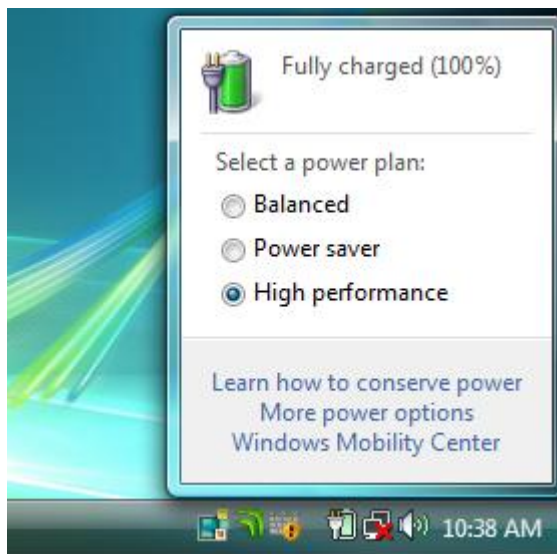 Fully charged (100%)
Select a power plan:
Balanced
Power saver
High performance
Learn how to conserve power
More power options
Windows Mobility Center
10:38 AM